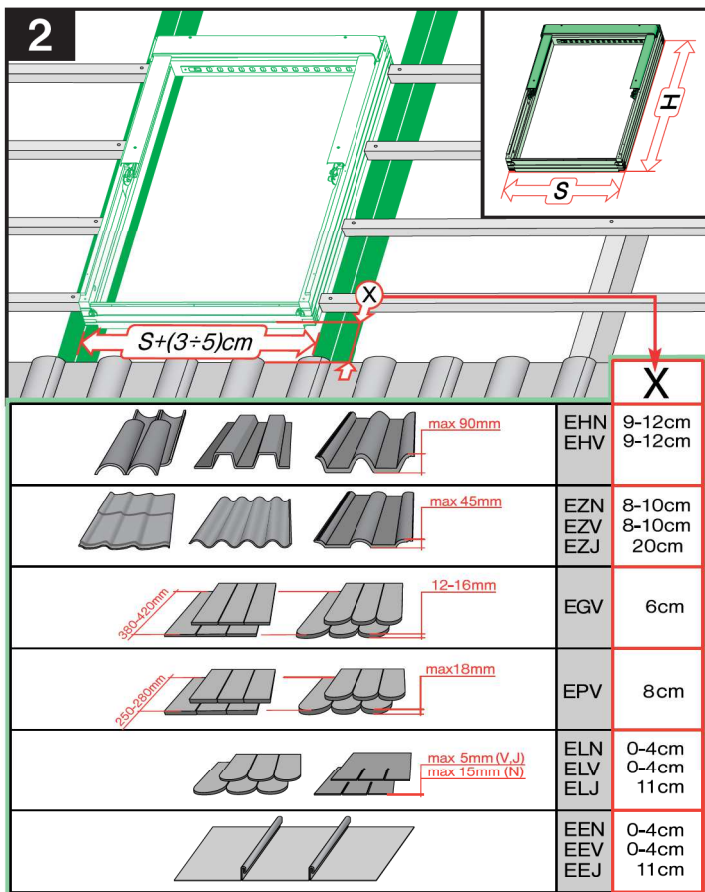 2
H
S
X
S+(3÷5)cm
X
max 90mm
EHN 9-12cm
EHV 9-12cm
max 45mm
EZN 8-10cm
EZV 8-10cm
EZJ 20cm
380-420mm
12-16mm
EGV 6cm
250-280mm
max18mm
EPV 8cm
max 5mm (V,J)
max 15mm (N)
ELN 0-4cm
ELV 0-4cm
ELJ 11cm
EEN 0-4cm
EEV 0-4cm
EEJ 11cm